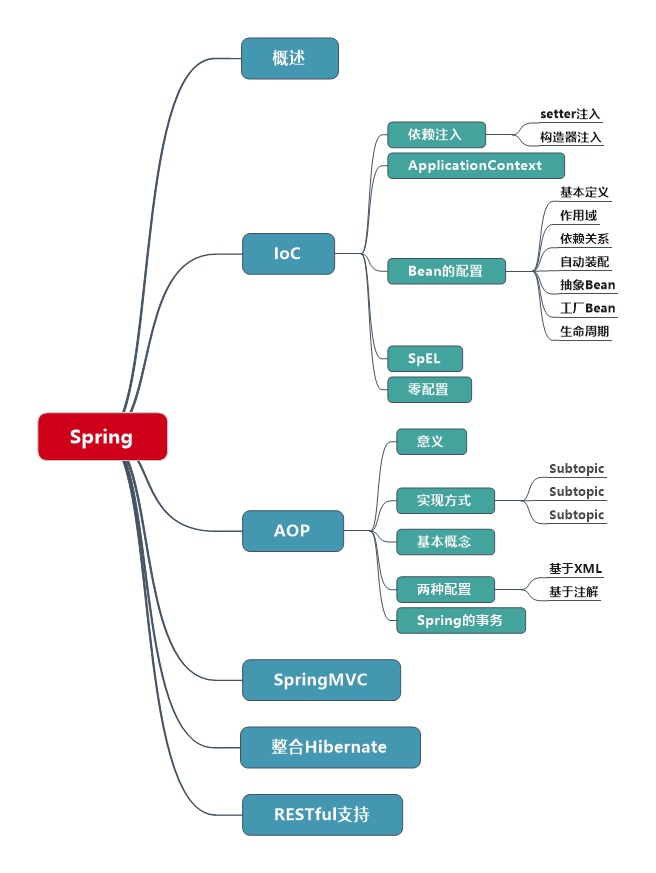 概述
IoC
依赖注入
setter注入
构造器注入
ApplicationContext
Bean的配置
基本定义
作用域
依赖关系
自动装配
抽象Bean
工厂Bean
生命周期
SpEL
零配置
Spring
AOP
意义
实现方式
Subtopic
Subtopic
Subtopic
基本概念
两种配置
基于XML
基于注解
Spring的事务
SpringMVC
整合Hibernate
RESTful支持